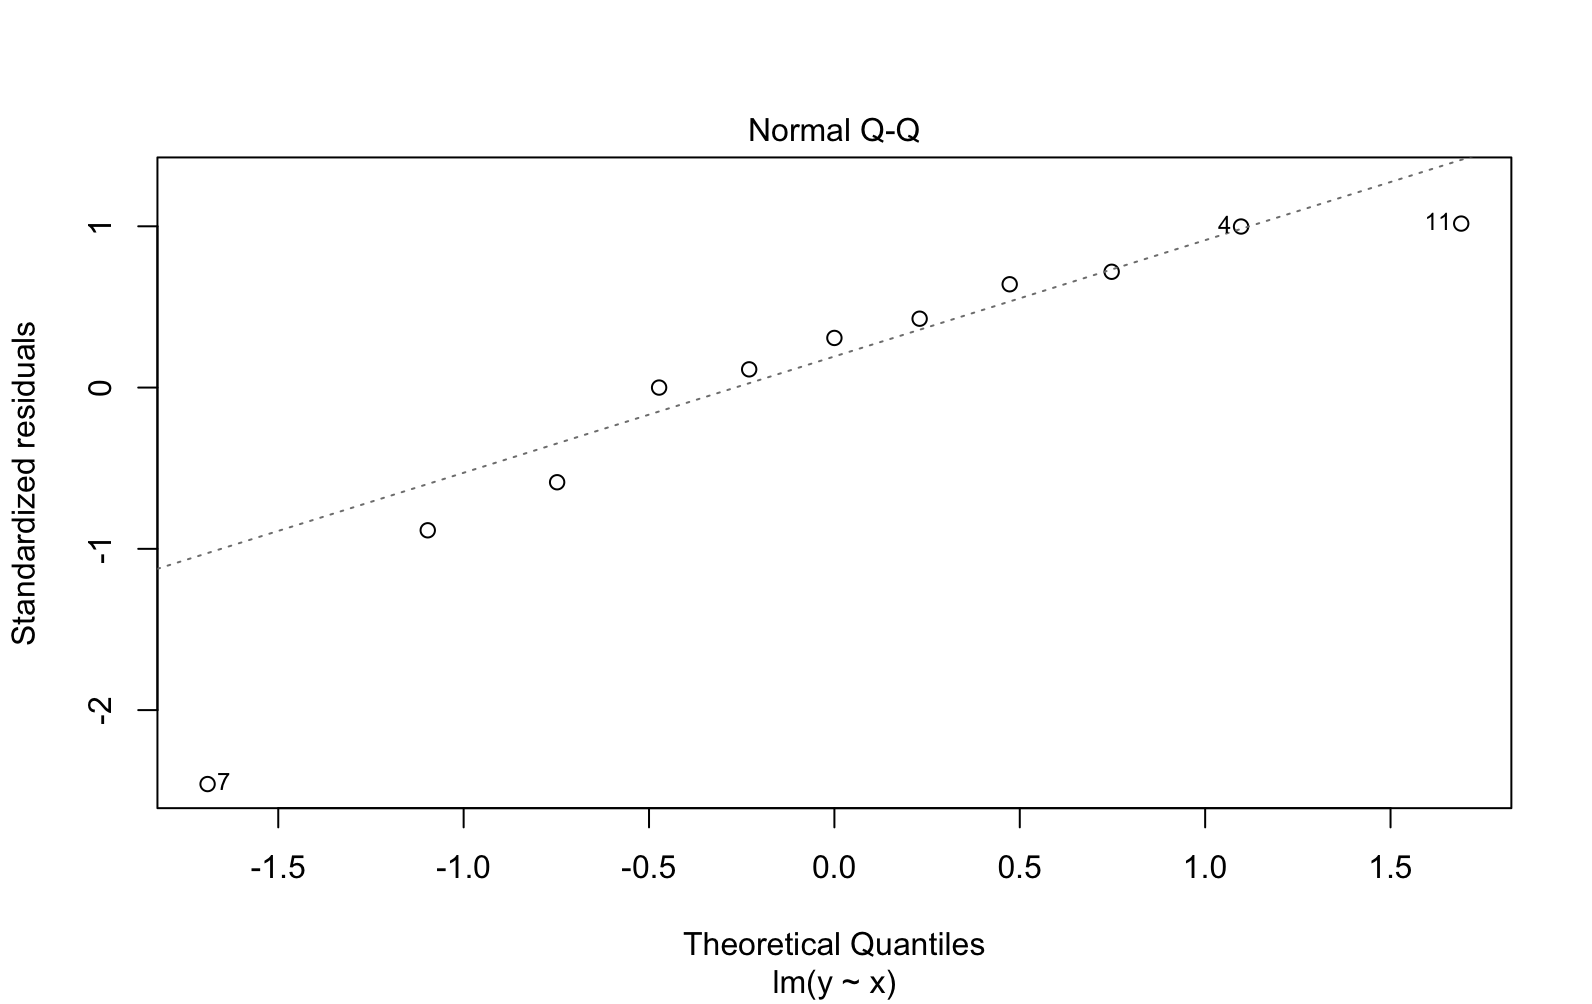 Normal Q-Q
Standardized residuals
1
0
-1
-2
4
11
7
-1.5 -1.0 -0.5 0.0 0.5 1.0 1.5
Theoretical Quantiles
lm(y ~ x)